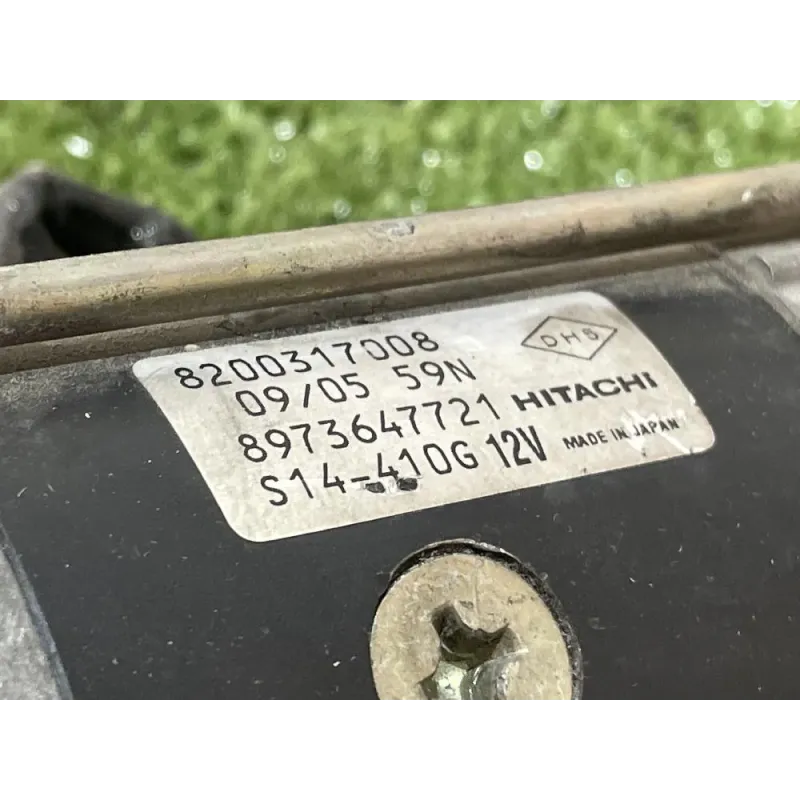 8200317008
DHS
09/05 59N
8973647721 HITACHI
S14-410G 12V MADE IN JAPAN